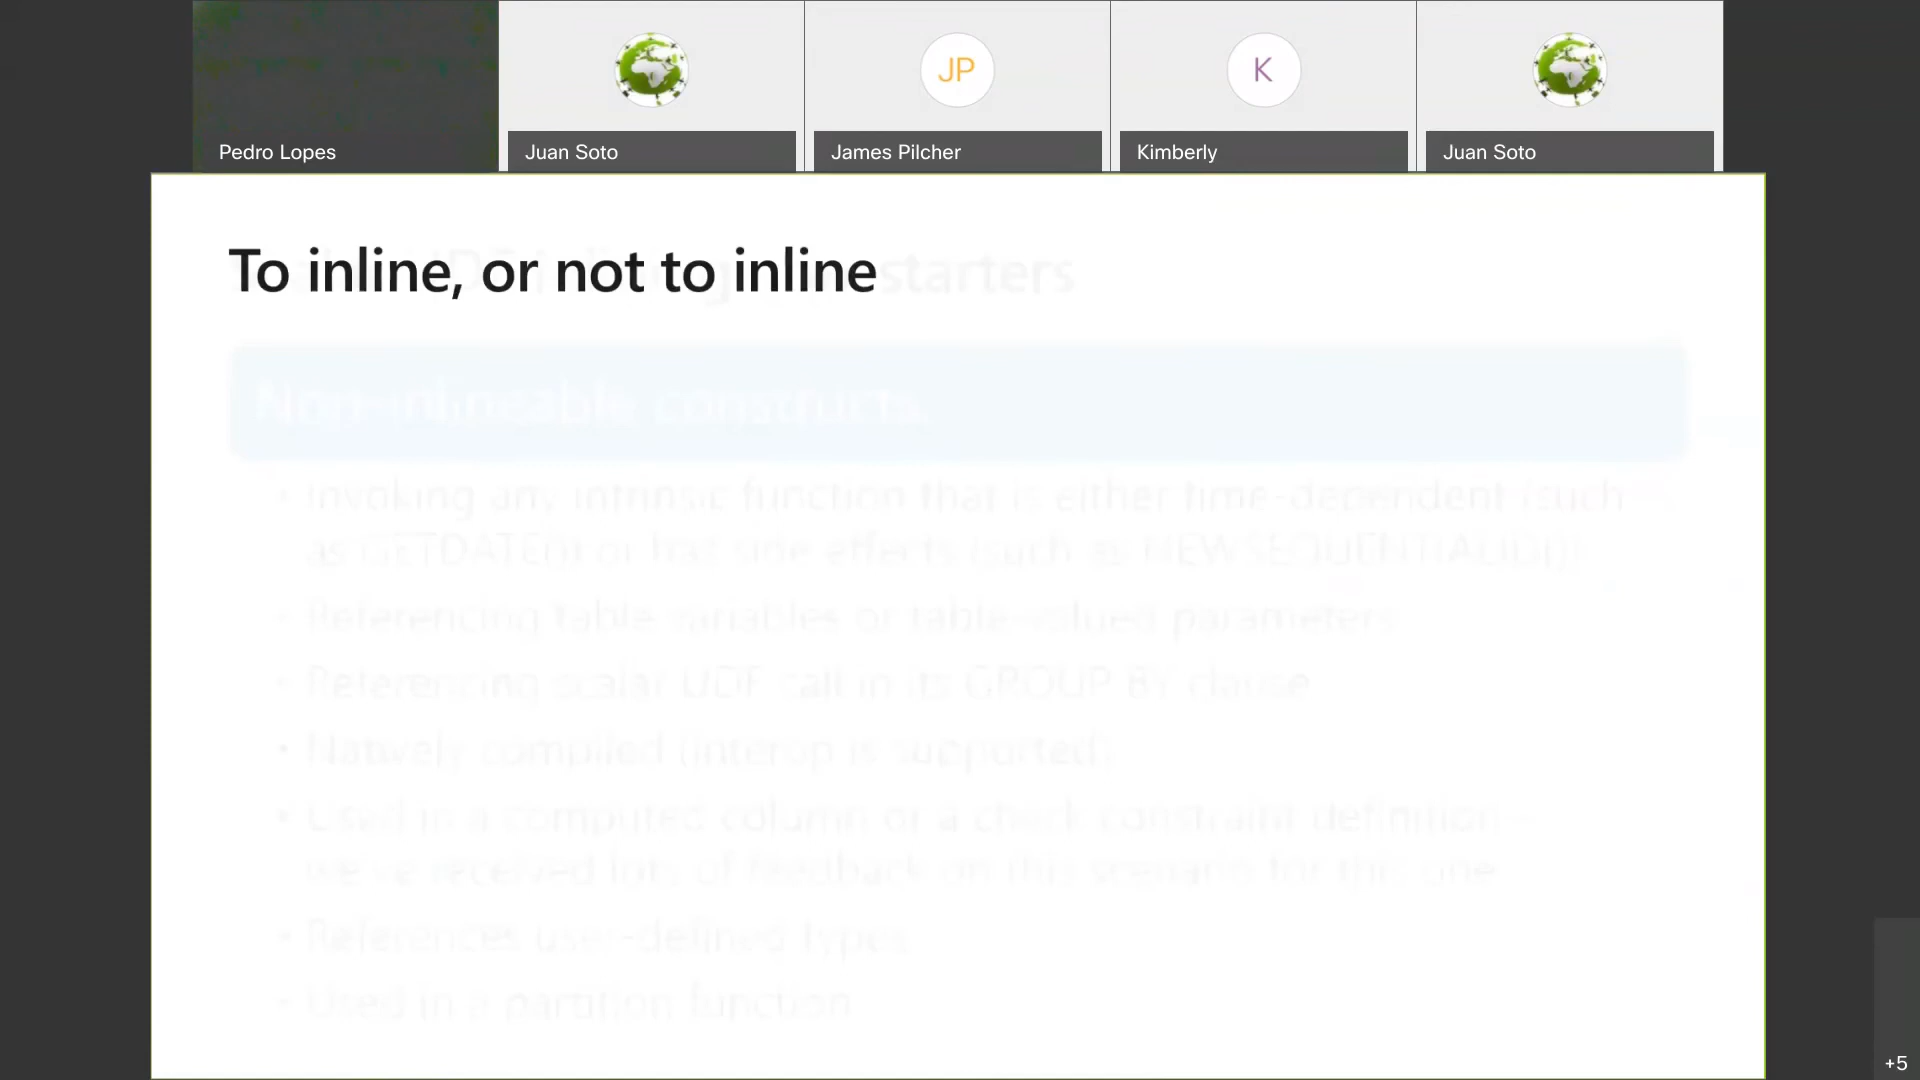 JP
K
Pedro Lopes
Juan Soto
James Pilcher
Kimberly
Juan Soto
To inline, or not to inline
starters
Non-inlineable constructs
• Invoking any intrinsic function that is either time-dependent (such
as GETDATE()) or has side effects (such as NEWSEQUENTIALID())
• Referencing table variables or table-valued parameters
• Referencing scalar UDF call in its GROUP BY clause
• Natively compiled (interop is supported)
• Used in a computed column or a check constraint definition –
we've received lots of feedback on this scenario for this one
• References user-defined types
• Used in a partition function
+5